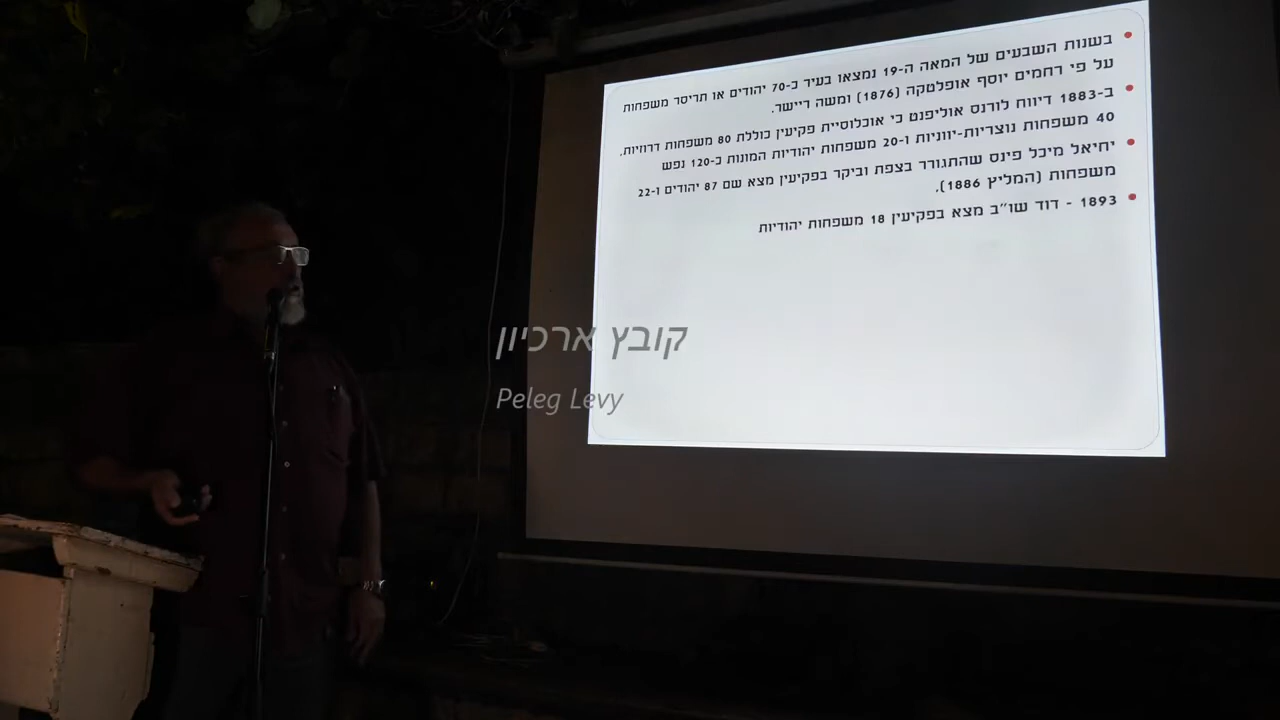 בשנות השבעים של המאה ה-19 נמצאו בעיר כ-70 יהודים או תריסר משפחות
על פי רחמים יוסף אופלטקה (1876) ומשה ריישר.
ב-1883 דיווח לורנס אוליפנט כי אוכלוסיית פקיעין כוללת 80 משפחות דרוזיות,
40 משפחות נוצריות-יווניות ו-20 משפחות יהודיות המונות כ-120 נפש
יחיאל מיכל פינס שהתגורר בצפת וביקר בפקיעין מצא שם 87 יהודים ו-22
משפחות (המליץ 1886).
1893 - דוד שו"ב מצא בפקיעין 18 משפחות יהודיות
קובץ ארכיון
Peleg Levy